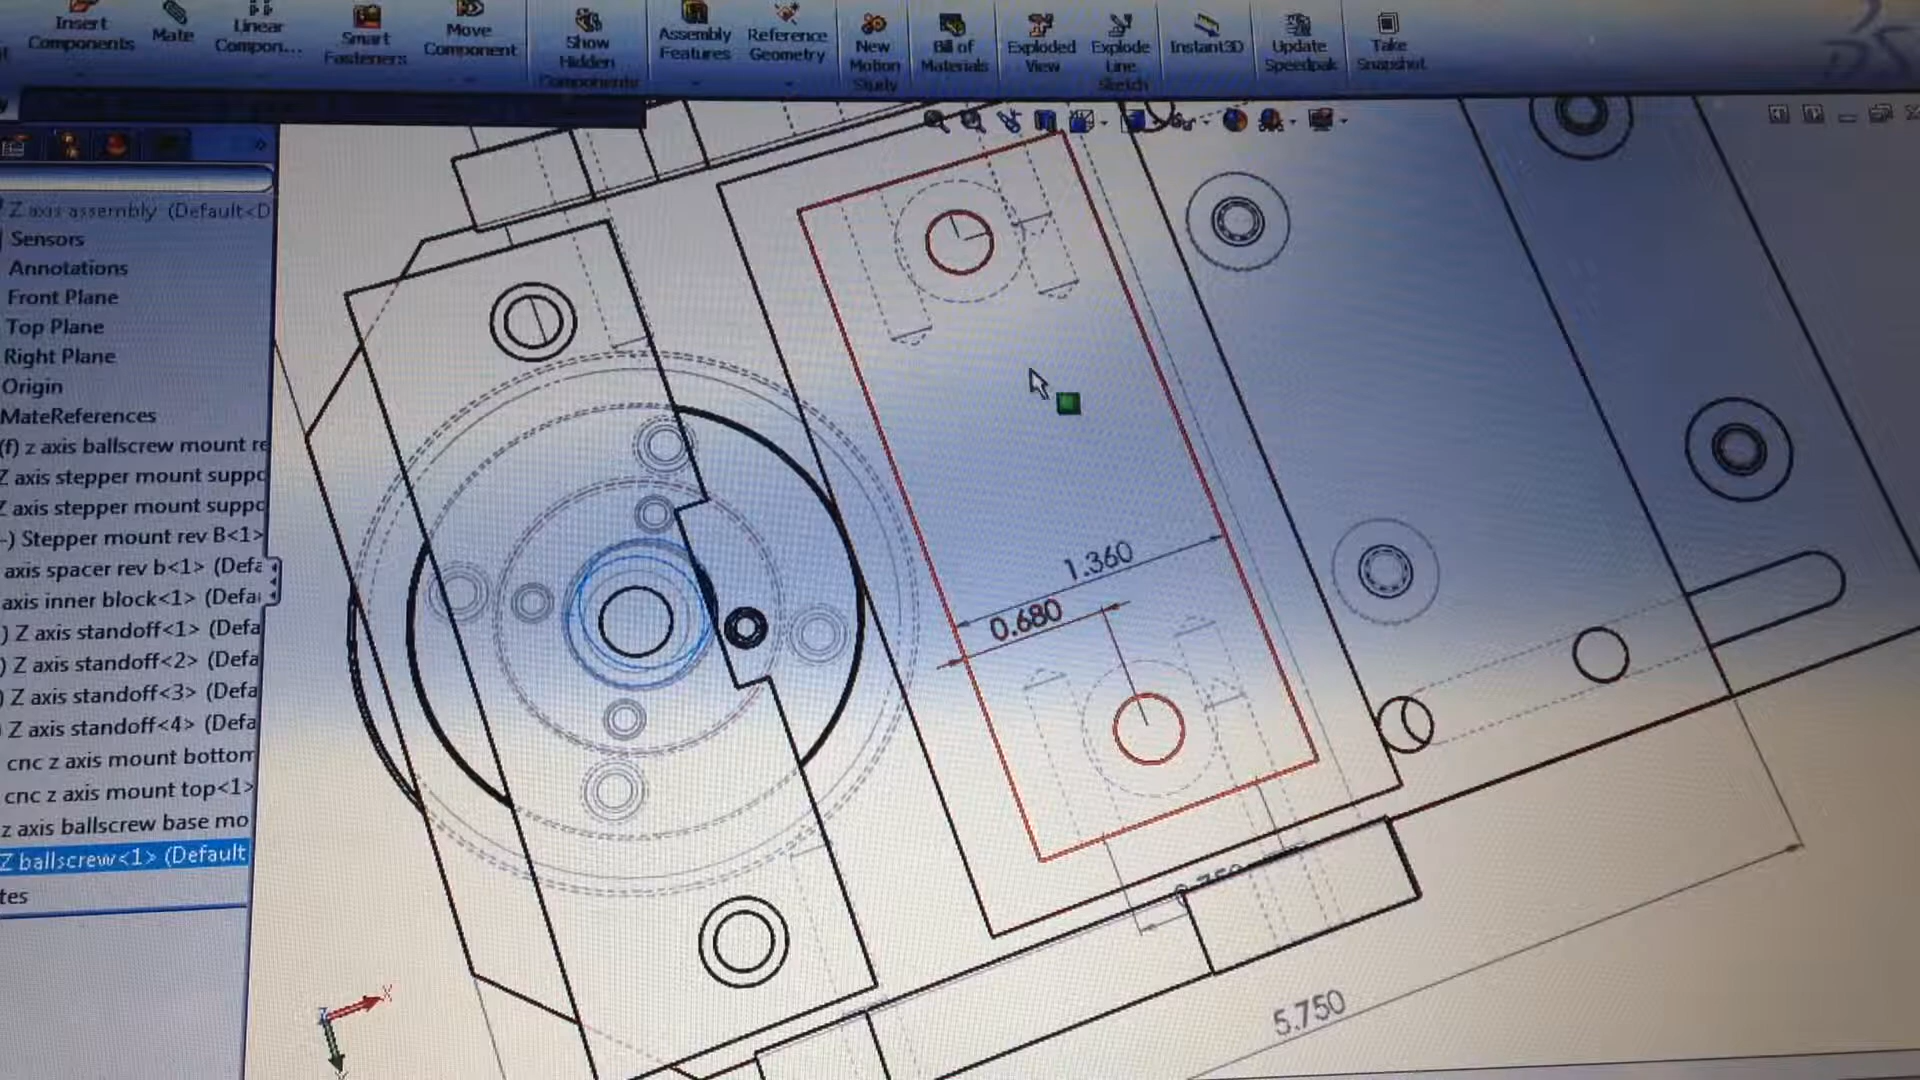 Insert
Components
Mate
Linear
Compon...
Smart
Fasteners
Move
Component
Show
Hidden
Components
Assembly
Features
Reference
Geometry
New
Motion
Study
Bill of
Materials
Exploded
View
Explode
Line
Sketch
Instant3D
Update
Speedpak
Take
Snapshot
Z axis assembly (Default<D
Sensors
Annotations
Front Plane
Top Plane
Right Plane
Origin
MateReferences
(f) z axis ballscrew mount re
Z axis stepper mount suppo
Z axis stepper mount suppo
-) Stepper mount rev B<1>
axis spacer rev b<1> (Defa
axis inner block<1> (Defa
) Z axis standoff<1> (Defa
) Z axis standoff<2> (Defa
) Z axis standoff<3> (Defa
) Z axis standoff<4> (Defa
cnc z axis mount bottom
cnc z axis mount top<1>
z axis ballscrew base mo
Z ballscrew<1> (Default
tes
1.360
0.680
5.750
X
Z